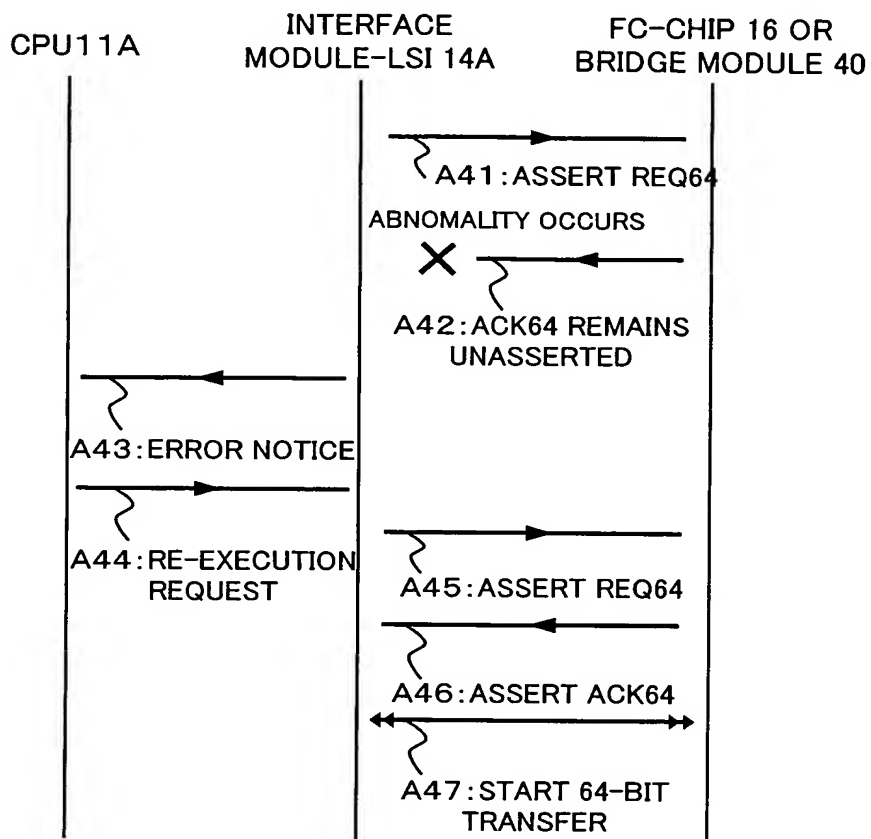 CPU11A
INTERFACE
MODULE-LSI 14A
FC-CHIP 16 OR
BRIDGE MODULE 40
A41:ASSERT REQ64
ABNOMALITY OCCURS
A42:ACK64 REMAINS
UNASSERTED
A43:ERROR NOTICE
A44:RE-EXECUTION
REQUEST
A45:ASSERT REQ64
A46:ASSERT ACK64
A47:START 64-BIT
TRANSFER